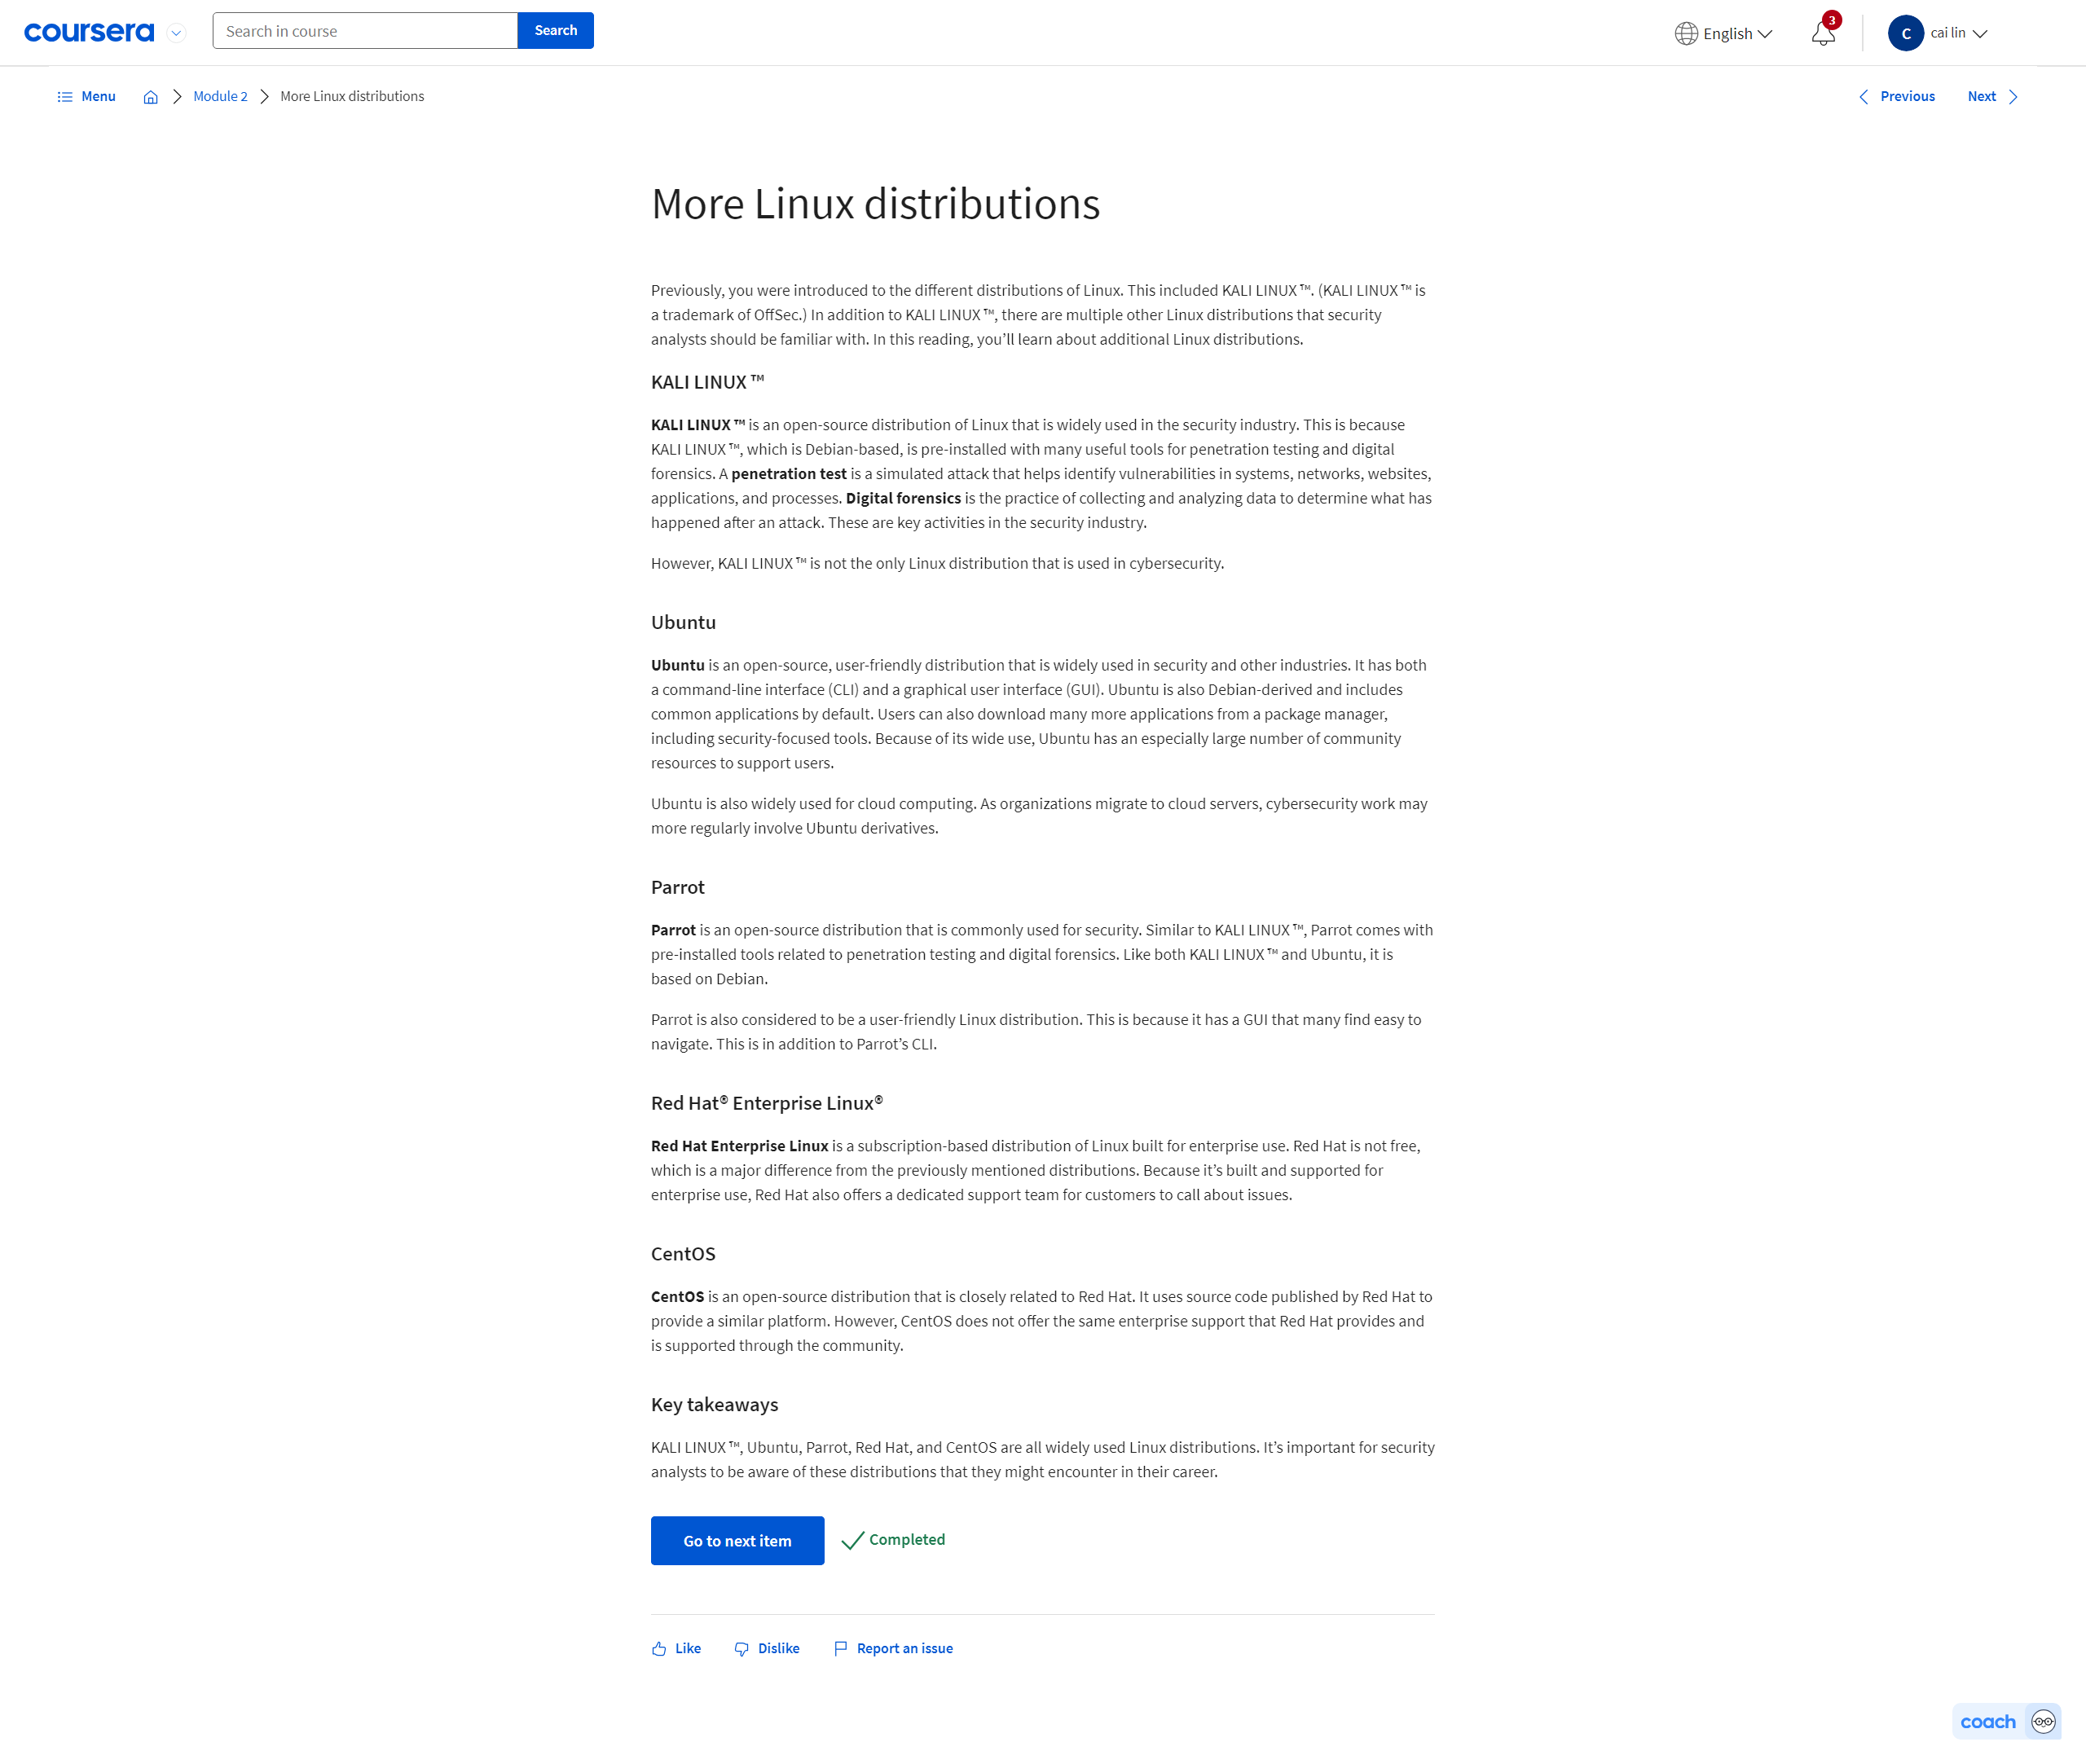 coursera
Search in course
Search
English
3
C
cai lin
Menu
Module 2
More Linux distributions
Previous
Next
More Linux distributions
Previously, you were introduced to the different distributions of Linux. This included KALI LINUX ™. (KALI LINUX ™ is
a trademark of OffSec.) In addition to KALI LINUX ™, there are multiple other Linux distributions that security
analysts should be familiar with. In this reading, you’ll learn about additional Linux distributions.
KALI LINUX ™
KALI LINUX ™ is an open-source distribution of Linux that is widely used in the security industry. This is because
KALI LINUX ™, which is Debian-based, is pre-installed with many useful tools for penetration testing and digital
forensics. A penetration test is a simulated attack that helps identify vulnerabilities in systems, networks, websites,
applications, and processes. Digital forensics is the practice of collecting and analyzing data to determine what has
happened after an attack. These are key activities in the security industry.
However, KALI LINUX ™ is not the only Linux distribution that is used in cybersecurity.
Ubuntu
Ubuntu is an open-source, user-friendly distribution that is widely used in security and other industries. It has both
a command-line interface (CLI) and a graphical user interface (GUI). Ubuntu is also Debian-derived and includes
common applications by default. Users can also download many more applications from a package manager,
including security-focused tools. Because of its wide use, Ubuntu has an especially large number of community
resources to support users.
Ubuntu is also widely used for cloud computing. As organizations migrate to cloud servers, cybersecurity work may
more regularly involve Ubuntu derivatives.
Parrot
Parrot is an open-source distribution that is commonly used for security. Similar to KALI LINUX ™, Parrot comes with
pre-installed tools related to penetration testing and digital forensics. Like both KALI LINUX ™ and Ubuntu, it is
based on Debian.
Parrot is also considered to be a user-friendly Linux distribution. This is because it has a GUI that many find easy to
navigate. This is in addition to Parrot’s CLI.
Red Hat® Enterprise Linux®
Red Hat Enterprise Linux is a subscription-based distribution of Linux built for enterprise use. Red Hat is not free,
which is a major difference from the previously mentioned distributions. Because it’s built and supported for
enterprise use, Red Hat also offers a dedicated support team for customers to call about issues.
CentOS
CentOS is an open-source distribution that is closely related to Red Hat. It uses source code published by Red Hat to
provide a similar platform. However, CentOS does not offer the same enterprise support that Red Hat provides and
is supported through the community.
Key takeaways
KALI LINUX ™, Ubuntu, Parrot, Red Hat, and CentOS are all widely used Linux distributions. It’s important for security
analysts to be aware of these distributions that they might encounter in their career.
Go to next item
Completed
Like
Dislike
Report an issue
coach